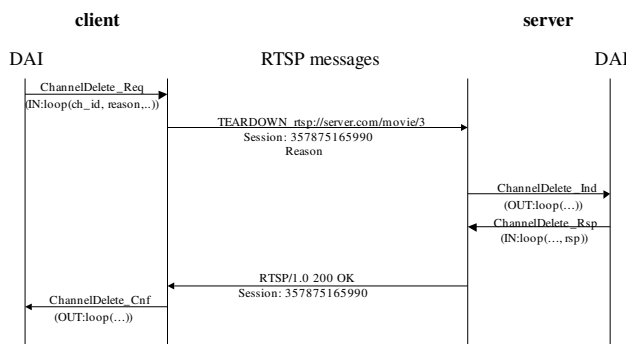 client
server
DAI
RTSP messages
DAI
ChannelDelete_Req
(IN:loop(ch_id, reason,..))
TEARDOWN rtsp://server.com/movie/3
Session: 357875165990
Reason
ChannelDelete_Ind
(OUT:loop(…))
ChannelDelete_Rsp
(IN:loop(…, rsp))
RTSP/1.0 200 OK
Session: 357875165990
ChannelDelete_Cnf
(OUT:loop(…))